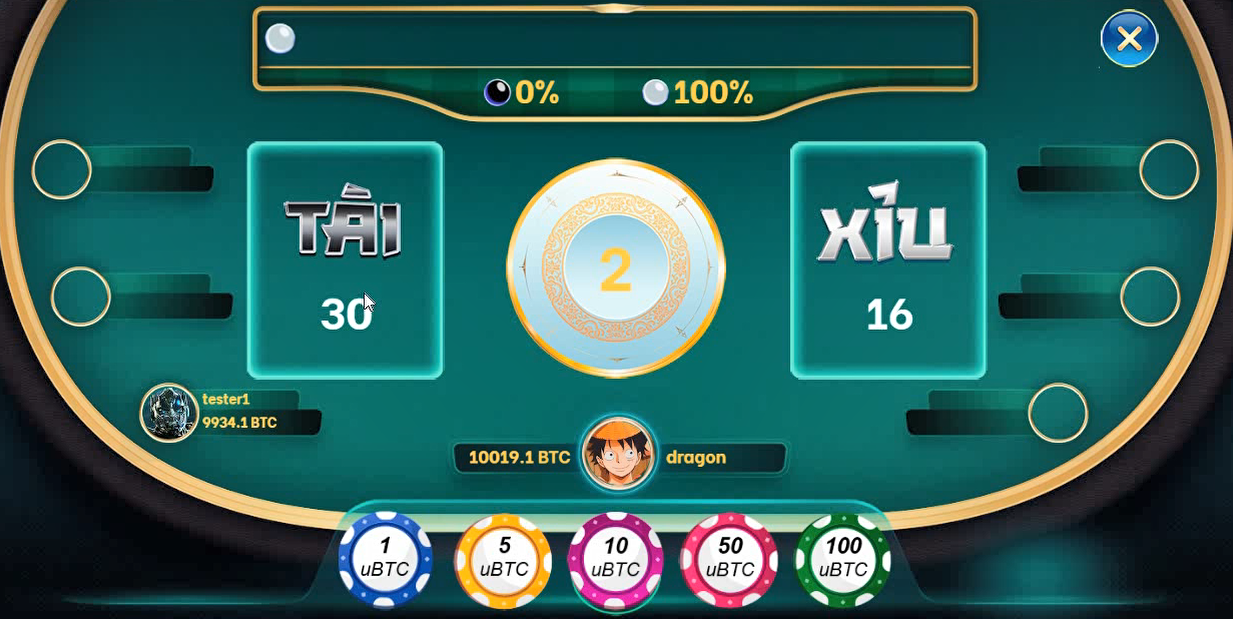 0%
100%
TÀI
XỈU
2
30
16
tester1
9934.1 BTC
10019.1 BTC
dragon
1
uBTC
5
uBTC
10
uBTC
50
uBTC
100
uBTC